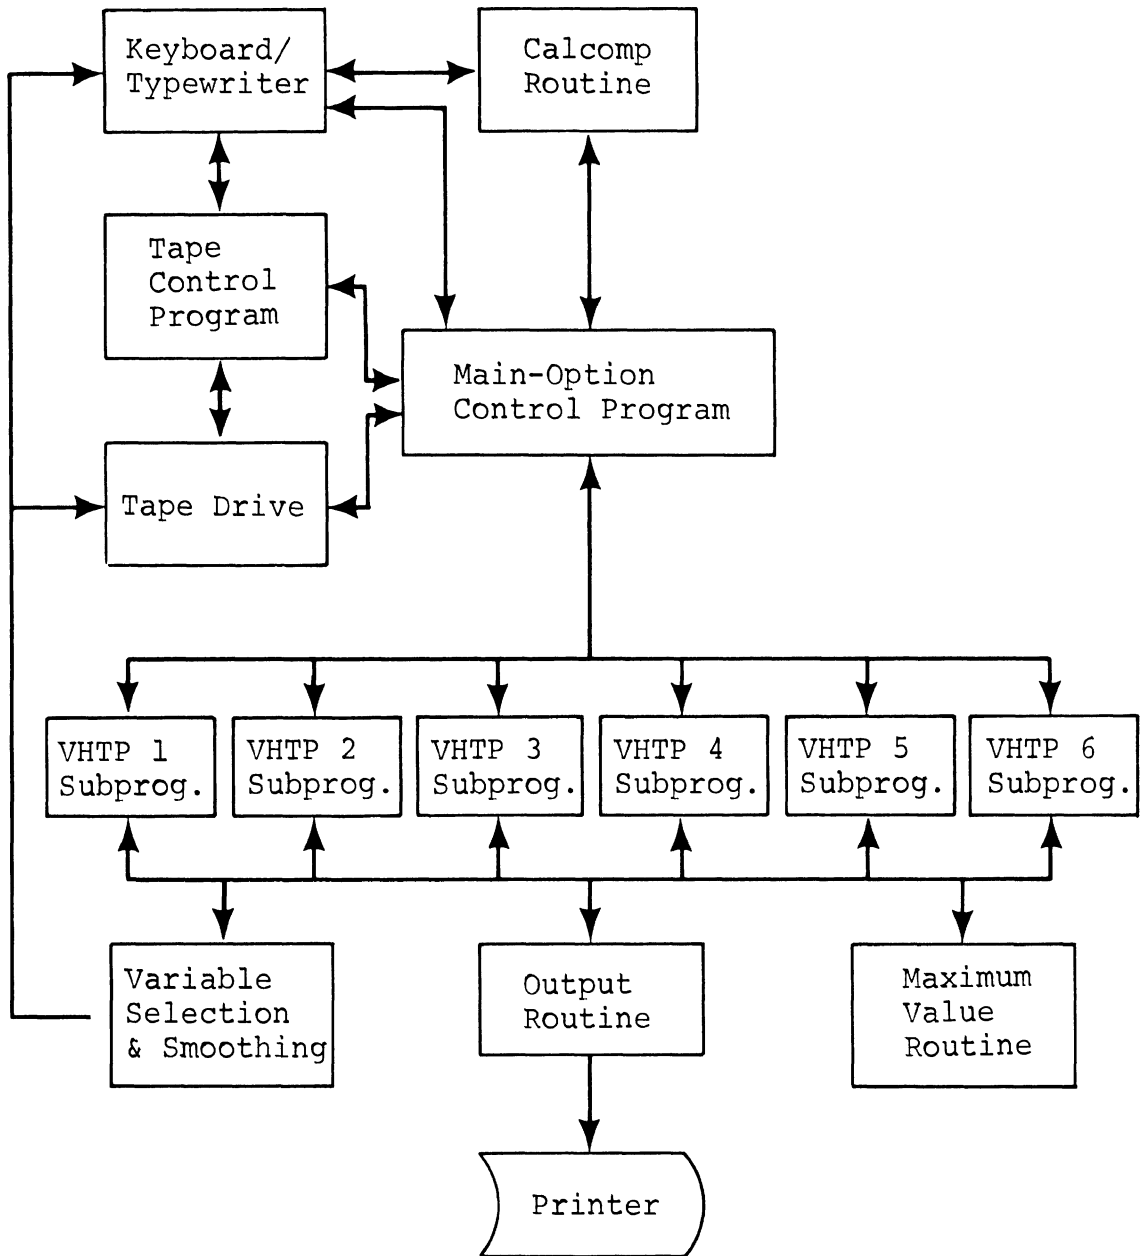 Keyboard/
Typewriter
Calcomp
Routine
Tape
Control
Program
Main-Option
Control Program
Tape Drive
VHTP 1
Subprog.
VHTP 2
Subprog.
VHTP 3
Subprog.
VHTP 4
Subprog.
VHTP 5
Subprog.
VHTP 6
Subprog.
Variable
Selection
& Smoothing
Output
Routine
Maximum
Value
Routine
Printer